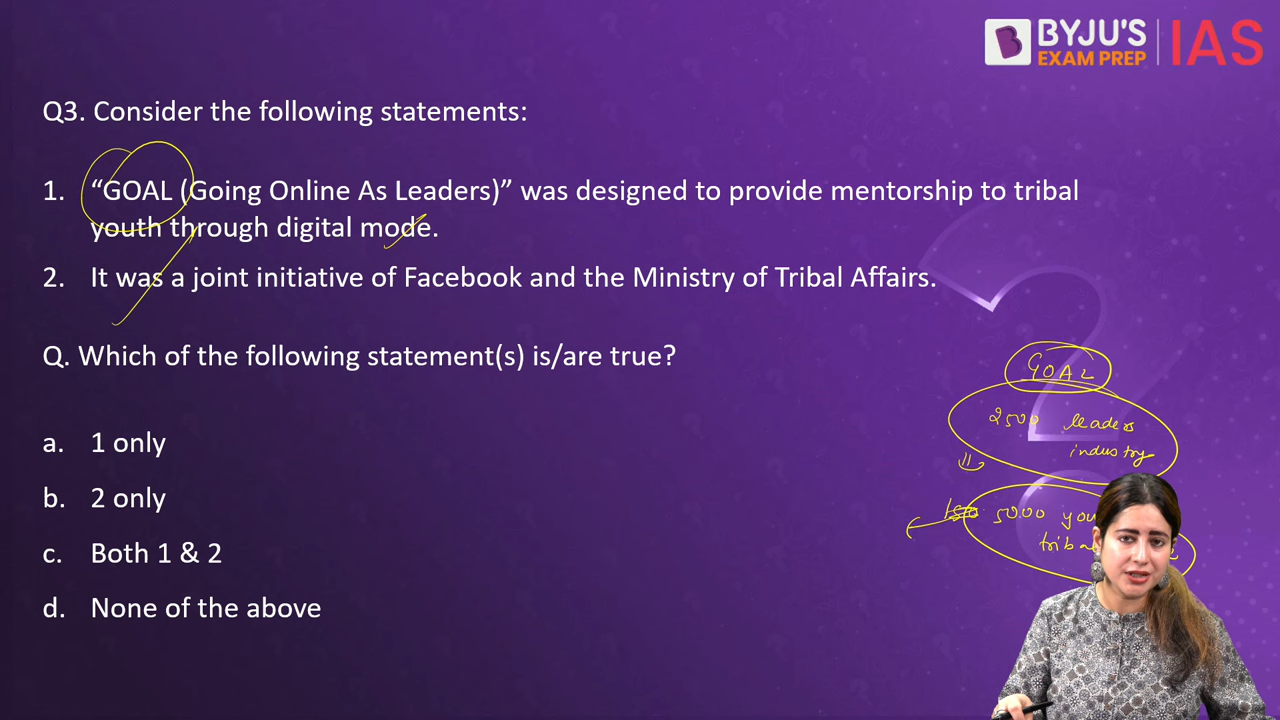 BYJU'S
EXAM PREP
IAS
Q3. Consider the following statements:
1. “GOAL (Going Online As Leaders)” was designed to provide mentorship to tribal
youth through digital mode.
2. It was a joint initiative of Facebook and the Ministry of Tribal Affairs.
Q. Which of the following statement(s) is/are true?
GOAL
a. 1 only
2500 leaders
industry
b. 2 only
5000 you
triba
c. Both 1 & 2
d. None of the above